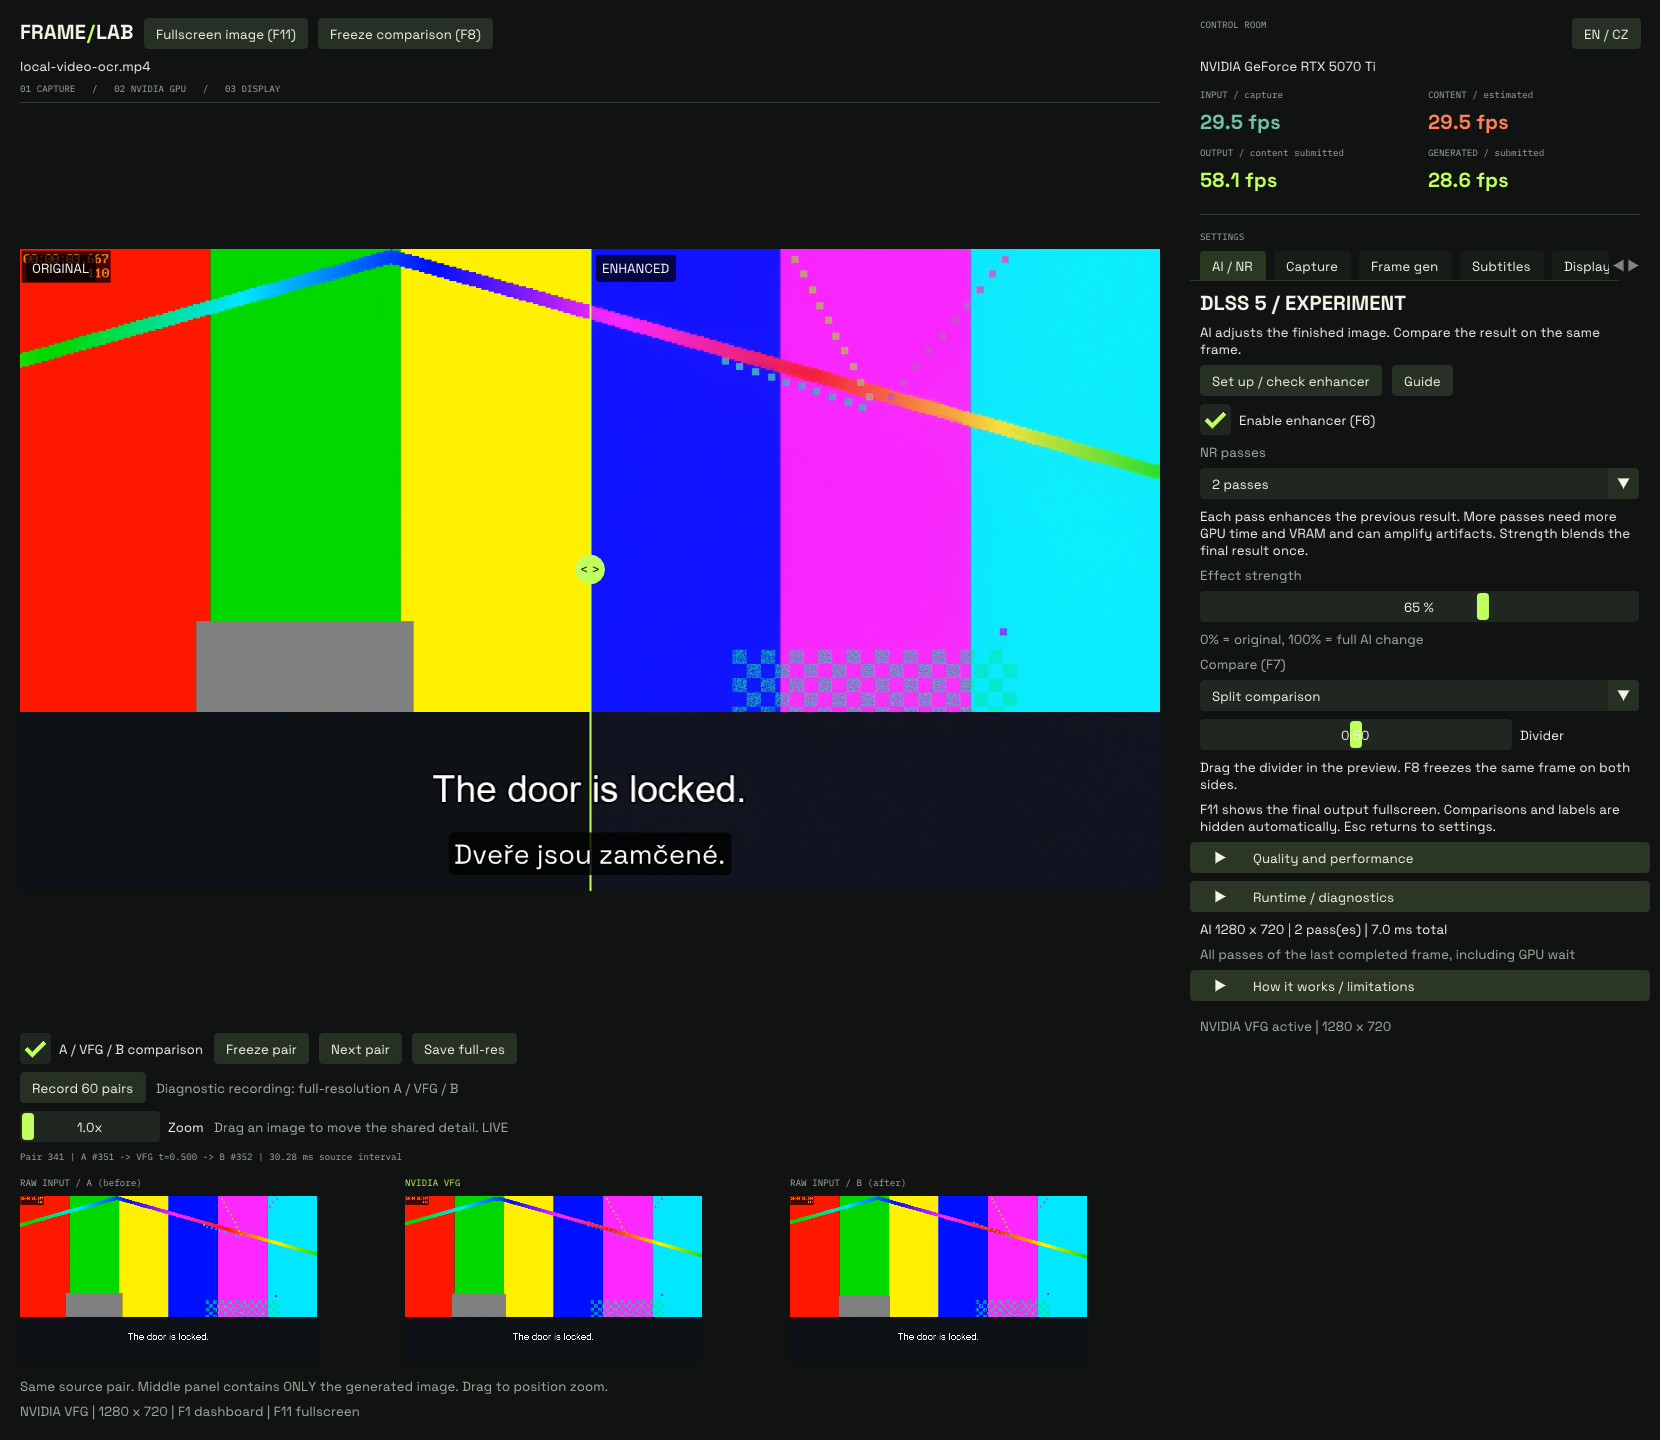 FRAME/LAB
Fullscreen image (F11)
Freeze comparison (F8)
local-video-ocr.mp4
01 CAPTURE / 02 NVIDIA GPU / 03 DISPLAY
ORIGINAL
ENHANCED
< >
The door is locked.
Dveře jsou zamčené.
A / VFG / B comparison
Freeze pair
Next pair
Save full-res
Record 60 pairs
Diagnostic recording: full-resolution A / VFG / B
1.0x
Zoom
Drag an image to move the shared detail. LIVE
Pair 341 | A #351 -> VFG t=0.500 -> B #352 | 30.28 ms source interval
RAW INPUT / A (before)
NVIDIA VFG
RAW INPUT / B (after)
The door is locked.
The door is locked.
The door is locked.
Same source pair. Middle panel contains ONLY the generated image. Drag to position zoom.
NVIDIA VFG | 1280 x 720 | F1 dashboard | F11 fullscreen
CONTROL ROOM
EN / CZ
NVIDIA GeForce RTX 5070 Ti
INPUT / capture
29.5 fps
CONTENT / estimated
29.5 fps
OUTPUT / content submitted
58.1 fps
GENERATED / submitted
28.6 fps
SETTINGS
AI / NR
Capture
Frame gen
Subtitles
Display
DLSS 5 / EXPERIMENT
AI adjusts the finished image. Compare the result on the same
frame.
Set up / check enhancer
Guide
Enable enhancer (F6)
NR passes
2 passes
Each pass enhances the previous result. More passes need more
GPU time and VRAM and can amplify artifacts. Strength blends the
final result once.
Effect strength
65 %
0% = original, 100% = full AI change
Compare (F7)
Split comparison
Divider
Drag the divider in the preview. F8 freezes the same frame on both
sides.
F11 shows the final output fullscreen. Comparisons and labels are
hidden automatically. Esc returns to settings.
Quality and performance
Runtime / diagnostics
AI 1280 x 720 | 2 pass(es) | 7.0 ms total
All passes of the last completed frame, including GPU wait
How it works / limitations
NVIDIA VFG active | 1280 x 720